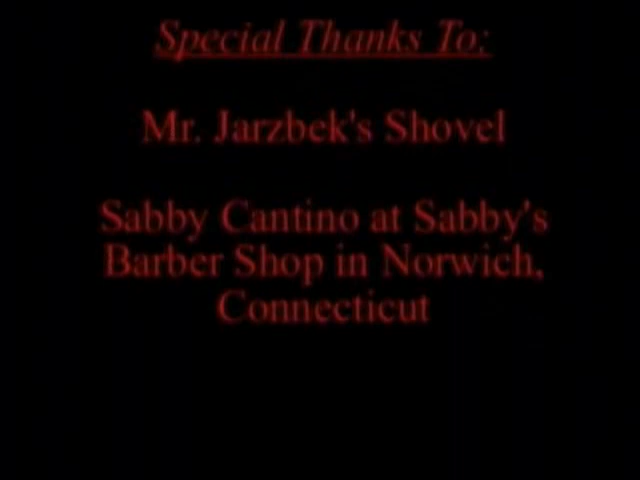 Special Thanks To:
Mr. Jarzbek's Shovel
Sabby Cantino at Sabby's
Barber Shop in Norwich,
Connecticut